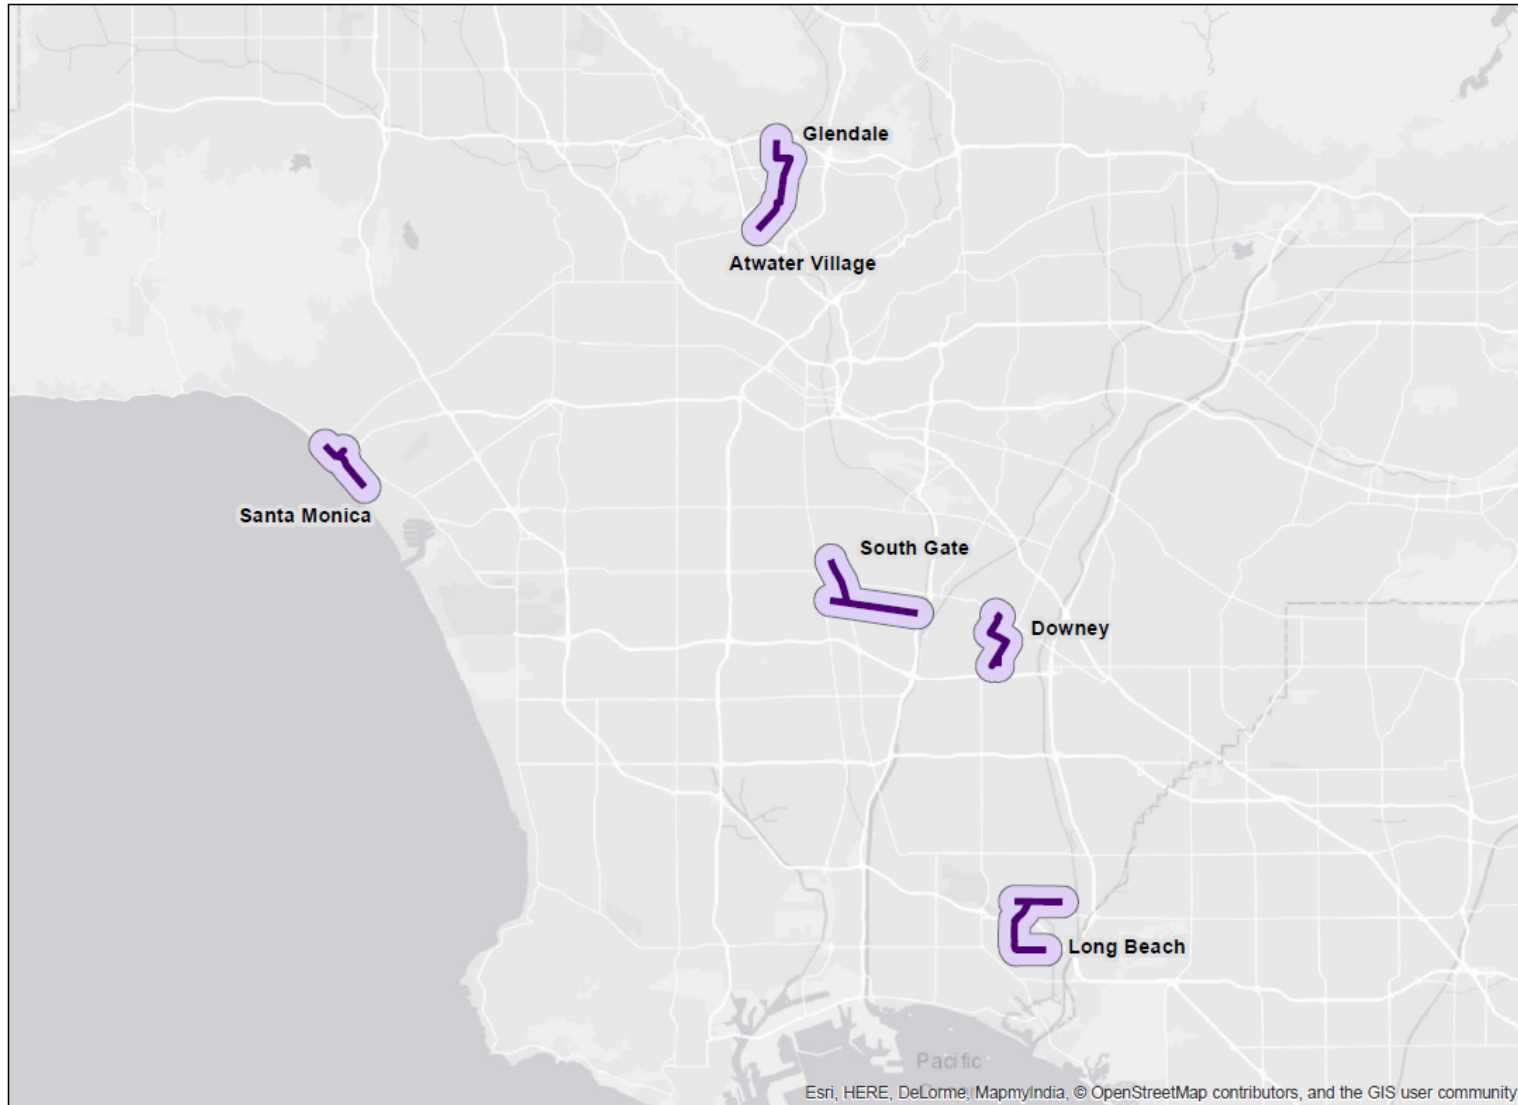 Glendale
Atwater Village
Santa Monica
South Gate
Downey
Long Beach
Pacific
Esri, HERE, DeLorme, MapmyIndia, © OpenStreetMap contributors, and the GIS user community